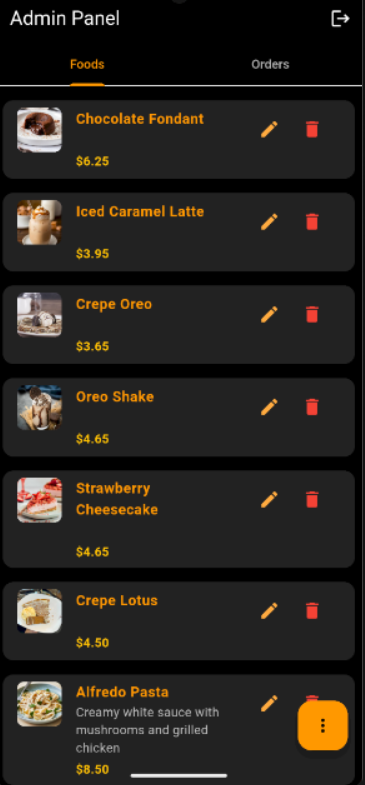 Admin Panel
Foods
Orders
Chocolate Fondant
$6.25
Iced Caramel Latte
$3.95
Crepe Oreo
$3.65
Oreo Shake
$4.65
Strawberry
Cheesecake
$4.65
Crepe Lotus
$4.50
Alfredo Pasta
Creamy white sauce with
mushrooms and grilled
chicken
$8.50